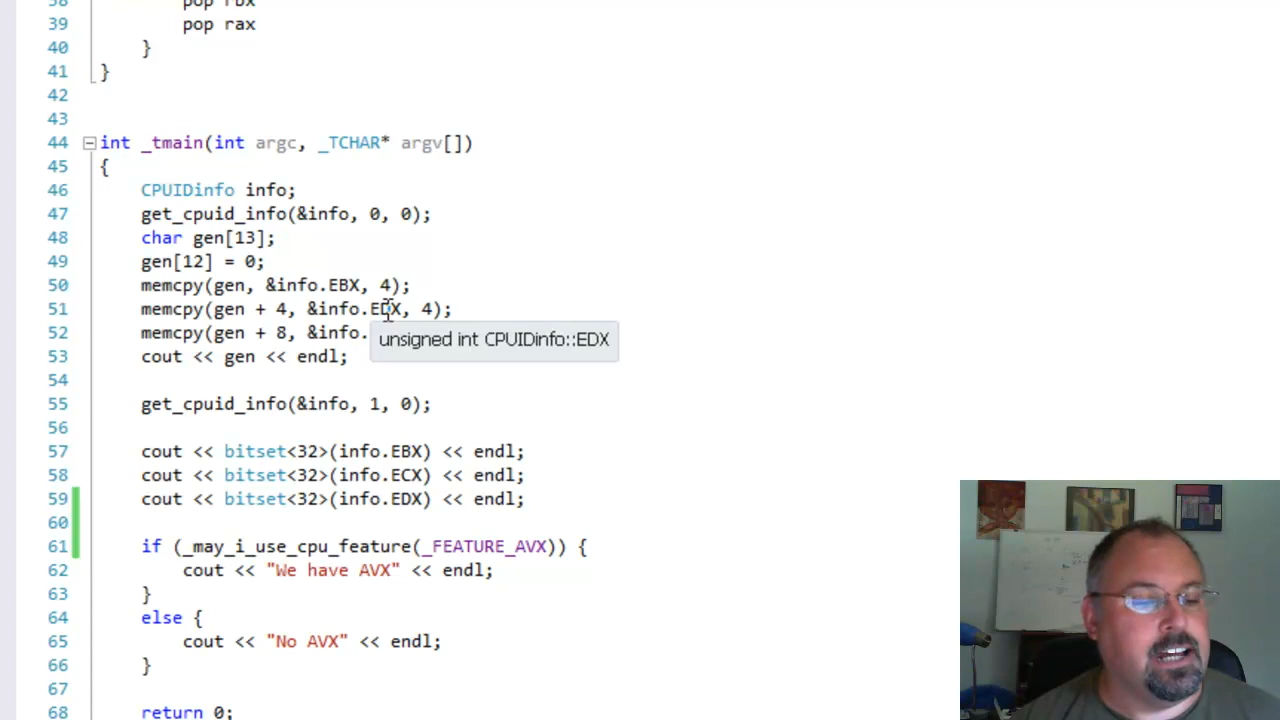 38 pop rbx
39 pop rax
40 }
41 }
42
43
44 int _tmain(int argc, _TCHAR* argv[])
45 {
46 CPUIDinfo info;
47 get_cpuid_info(&info, 0, 0);
48 char gen[13];
49 gen[12] = 0;
50 memcpy(gen, &info.EBX, 4);
51 memcpy(gen + 4, &info.EDX, 4);
52 memcpy(gen + 8, &info.
unsigned int CPUIDinfo::EDX
53 cout << gen << endl;
54
55 get_cpuid_info(&info, 1, 0);
56
57 cout << bitset<32>(info.EBX) << endl;
58 cout << bitset<32>(info.ECX) << endl;
59 cout << bitset<32>(info.EDX) << endl;
60
61 if (_may_i_use_cpu_feature(_FEATURE_AVX)) {
62 cout << "We have AVX" << endl;
63 }
64 else {
65 cout << "No AVX" << endl;
66 }
67
68 return 0;